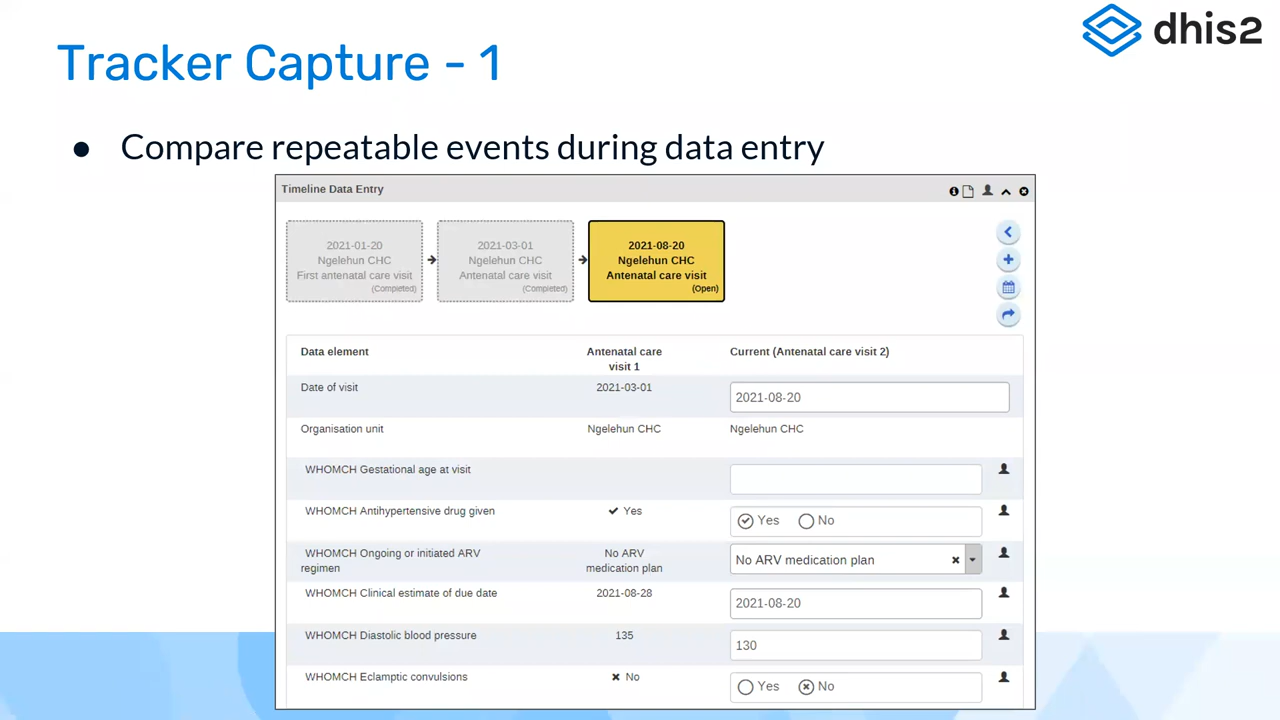 dhis2
Tracker Capture - 1
● Compare repeatable events during data entry
Timeline Data Entry
2021-01-20
Ngelehun CHC
First antenatal care visit
(Completed)
2021-03-01
Ngelehun CHC
Antenatal care visit
(Completed)
2021-08-20
Ngelehun CHC
Antenatal care visit
(Open)
Data element
Antenatal care
visit 1
Current (Antenatal care visit 2)
Date of visit
2021-03-01
2021-08-20
Organisation unit
Ngelehun CHC
Ngelehun CHC
WHOMCH Gestational age at visit
WHOMCH Antihypertensive drug given
Yes
Yes No
WHOMCH Ongoing or initiated ARV
regimen
No ARV
medication plan
No ARV medication plan
WHOMCH Clinical estimate of due date
2021-08-28
2021-08-20
WHOMCH Diastolic blood pressure
135
130
WHOMCH Eclamptic convulsions
No
Yes No